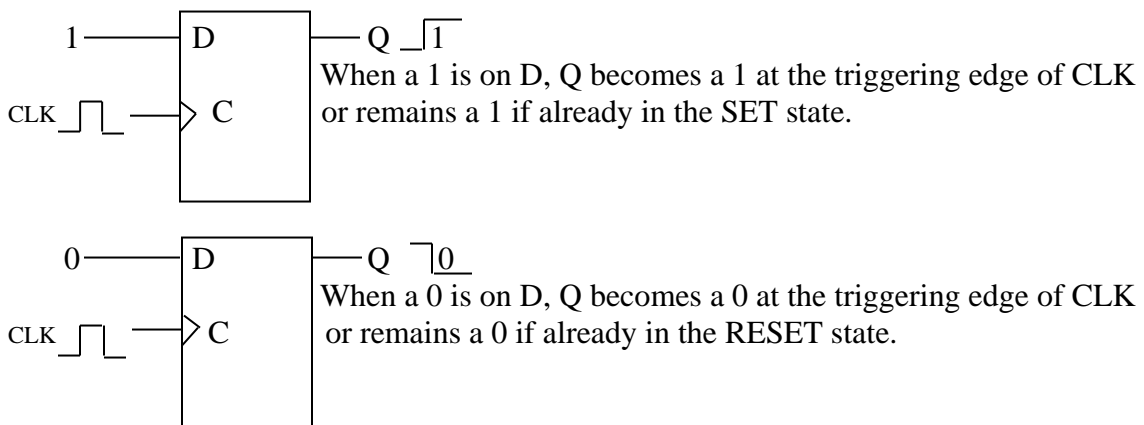 1 D Q 1
When a 1 is on D, Q becomes a 1 at the triggering edge of CLK
CLK C or remains a 1 if already in the SET state.
0 D Q 0
When a 0 is on D, Q becomes a 0 at the triggering edge of CLK
CLK C or remains a 0 if already in the RESET state.